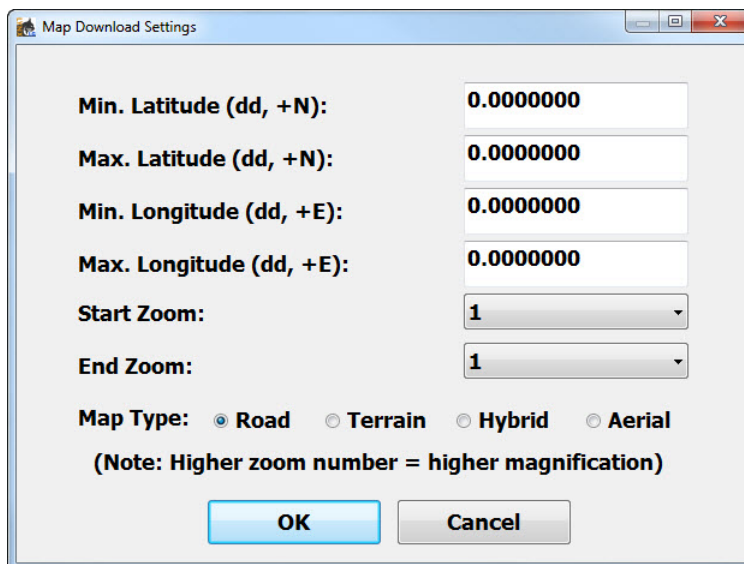 Map Download Settings
Min. Latitude (dd, +N): 0.0000000
Max. Latitude (dd, +N): 0.0000000
Min. Longitude (dd, +E): 0.0000000
Max. Longitude (dd, +E): 0.0000000
Start Zoom: 1
End Zoom: 1
Map Type: Road Terrain Hybrid Aerial
(Note: Higher zoom number = higher magnification)
OK Cancel